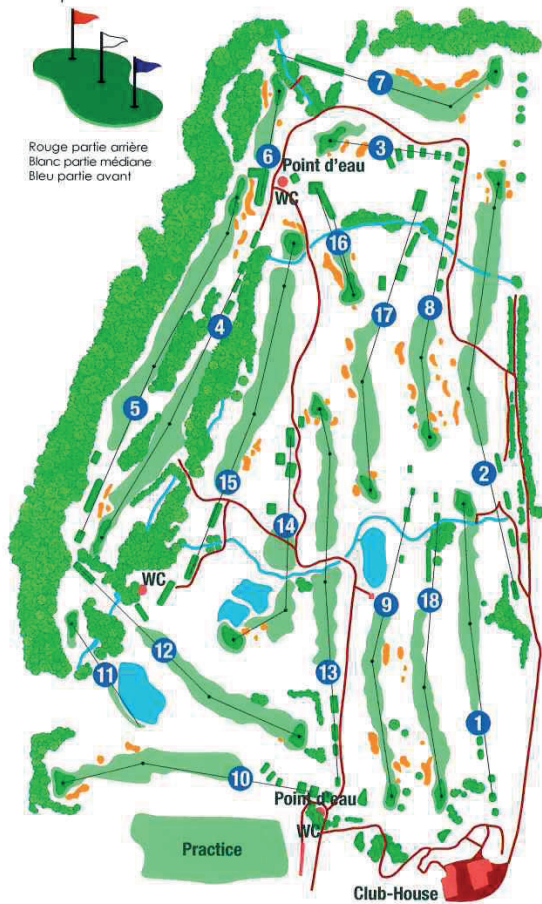 Rouge partie arrière
Blanc partie médiane
Bleu partie avant
7
3
6
Point d'eau
WC
16
17
8
4
5
2
15
14
WC
9
18
12
11
13
1
10
Point d'eau
WC
Practice
Club-House